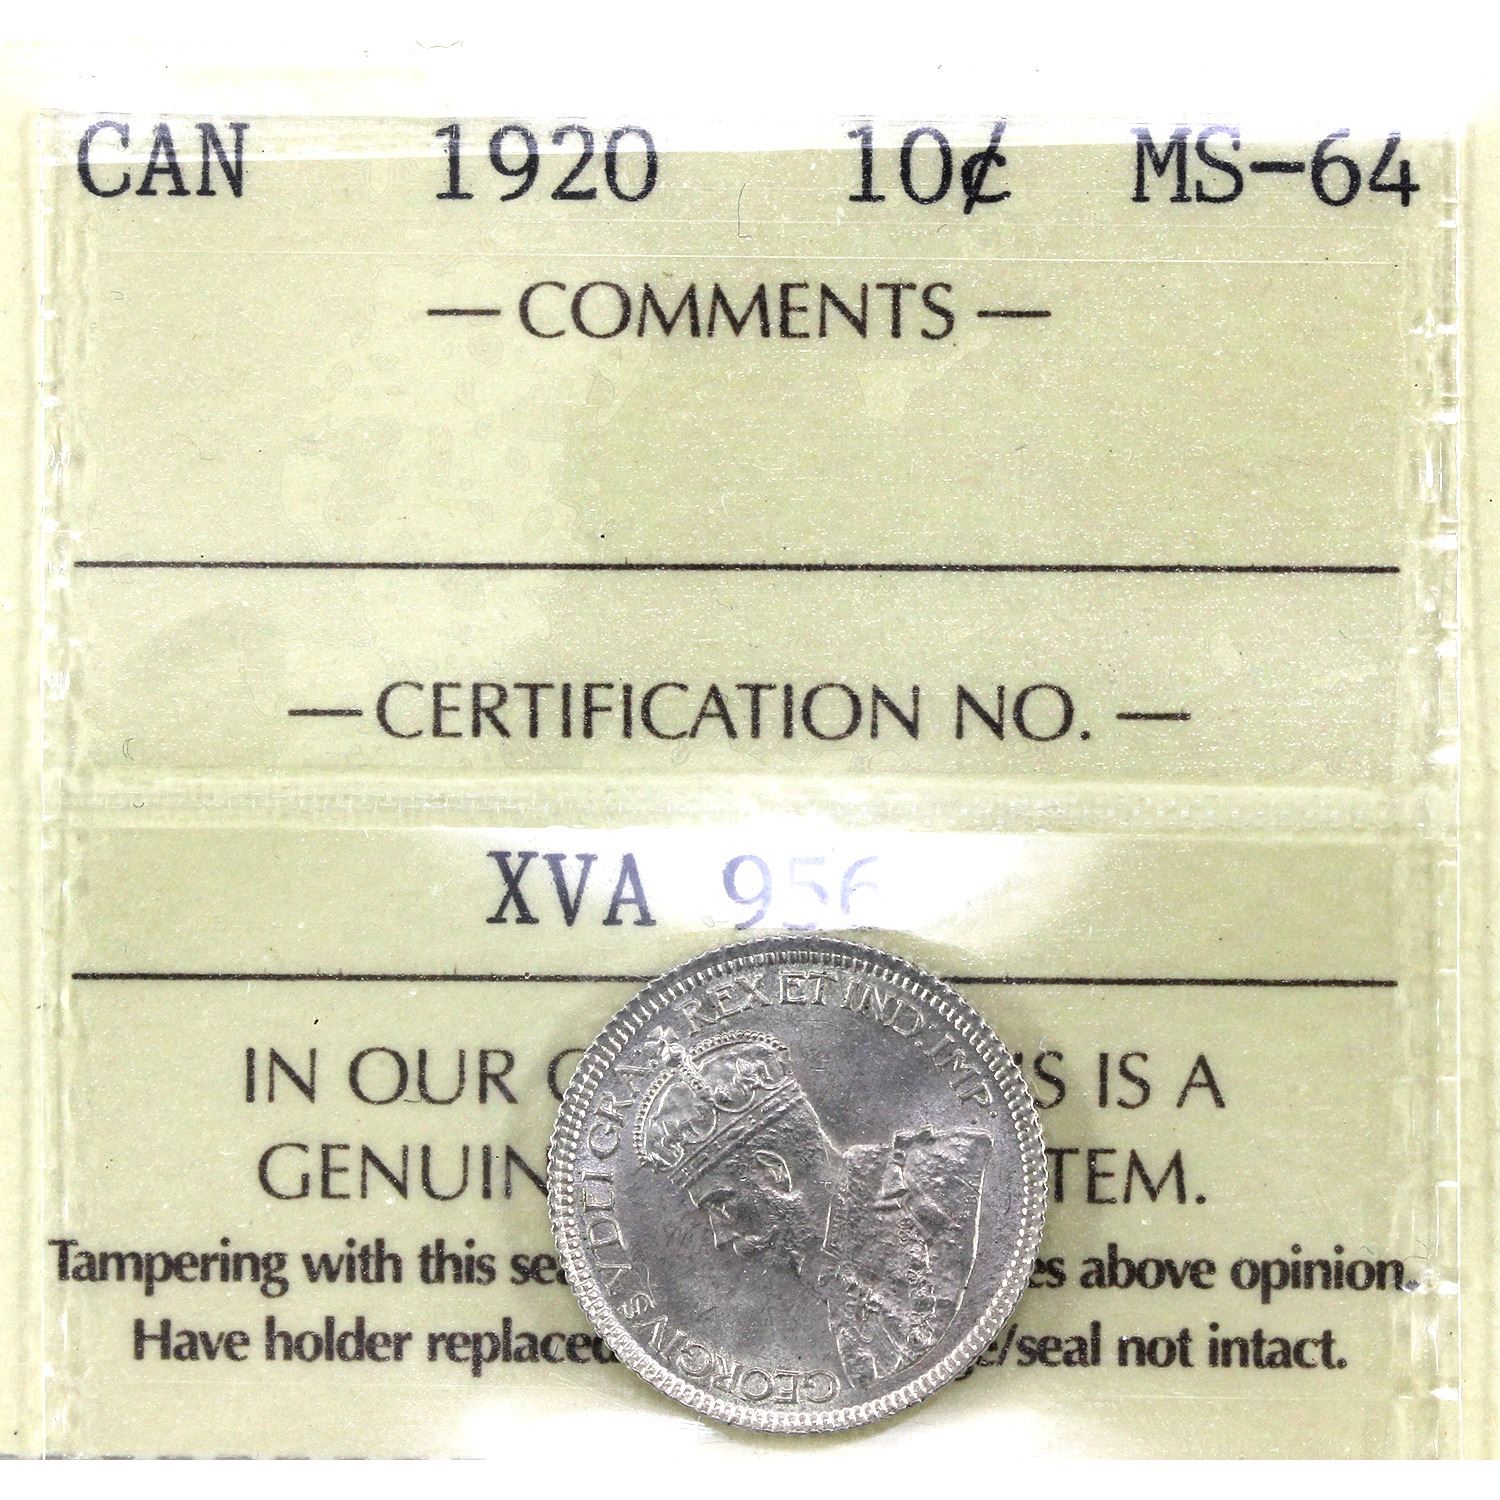 CAN 1920 10¢ MS-64
— COMMENTS —
— CERTIFICATION NO. —
XVA 956
IN OUR 'S IS A
GENUIN TEM.
Tampering with this sea es above opinion.
Have holder replaced e/seal not intact.
GEORGIVS V DEI GRA: REX ET IND. IMP: